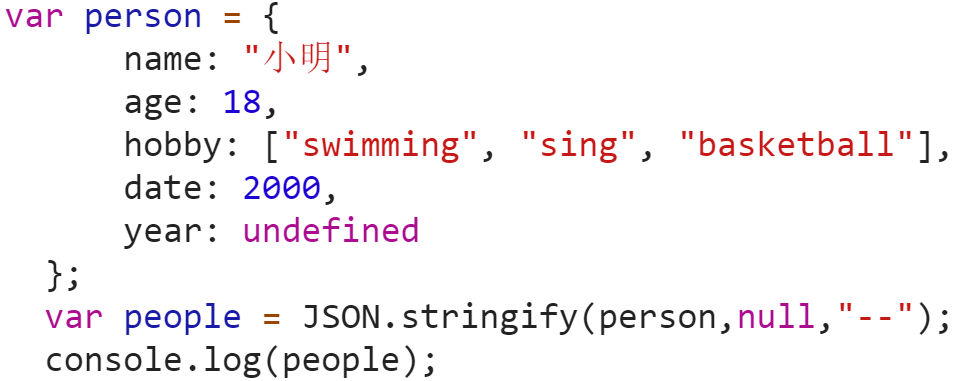 var person = {
name: "小明",
age: 18,
hobby: ["swimming", "sing", "basketball"],
date: 2000,
year: undefined
};
var people = JSON.stringify(person,null,"--");
console.log(people);